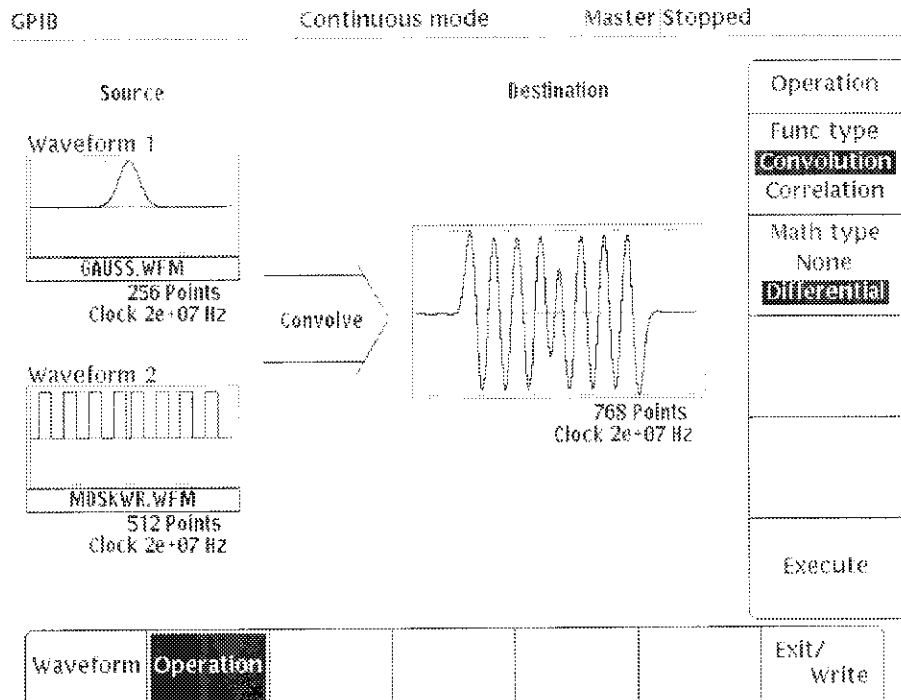 GPIB Continuous mode Master Stopped
Source
Destination
Waveform 1
GAUSS.WFM
256 Points
Clock 2e+07 Hz
Convolve
Waveform 2
MDSKWR.WFM
512 Points
Clock 2e+07 Hz
768 Points
Clock 2e+07 Hz
Operation
Func type
Convolution
Correlation
Math type
None
Differential
Execute
Waveform
Operation
Exit/
Write